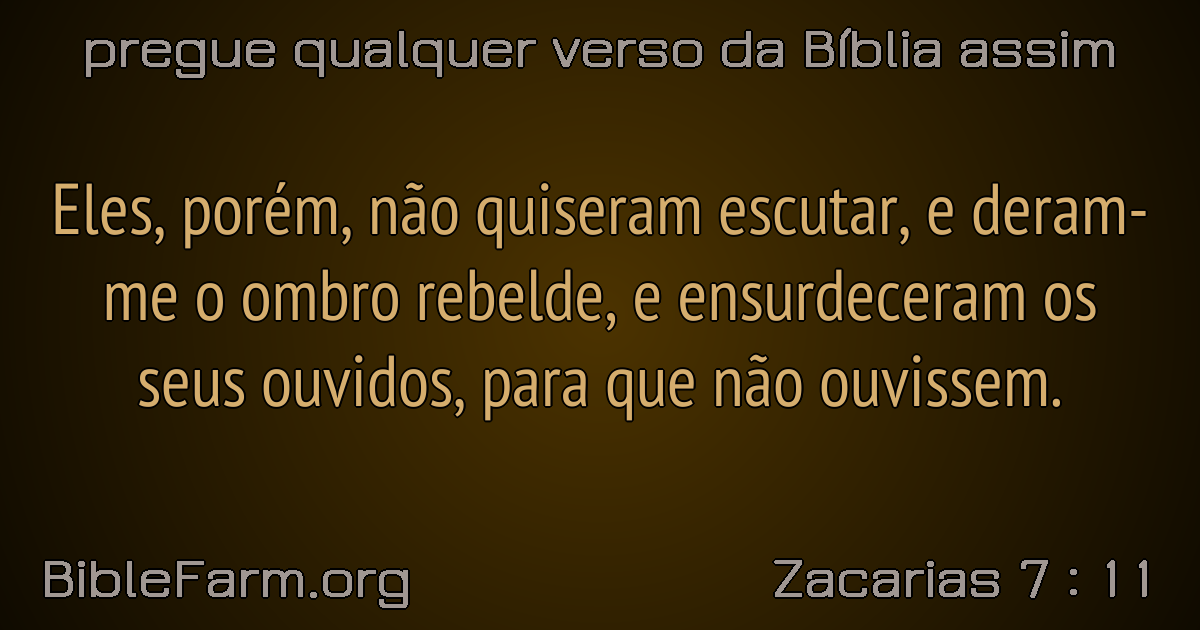 pregue qualquer verso da Bíblia assim
Eles, porém, não quiseram escutar, e deram-
me o ombro rebelde, e ensurdeceram os
seus ouvidos, para que não ouvissem.
BibleFarm.org
Zacarias 7 : 11